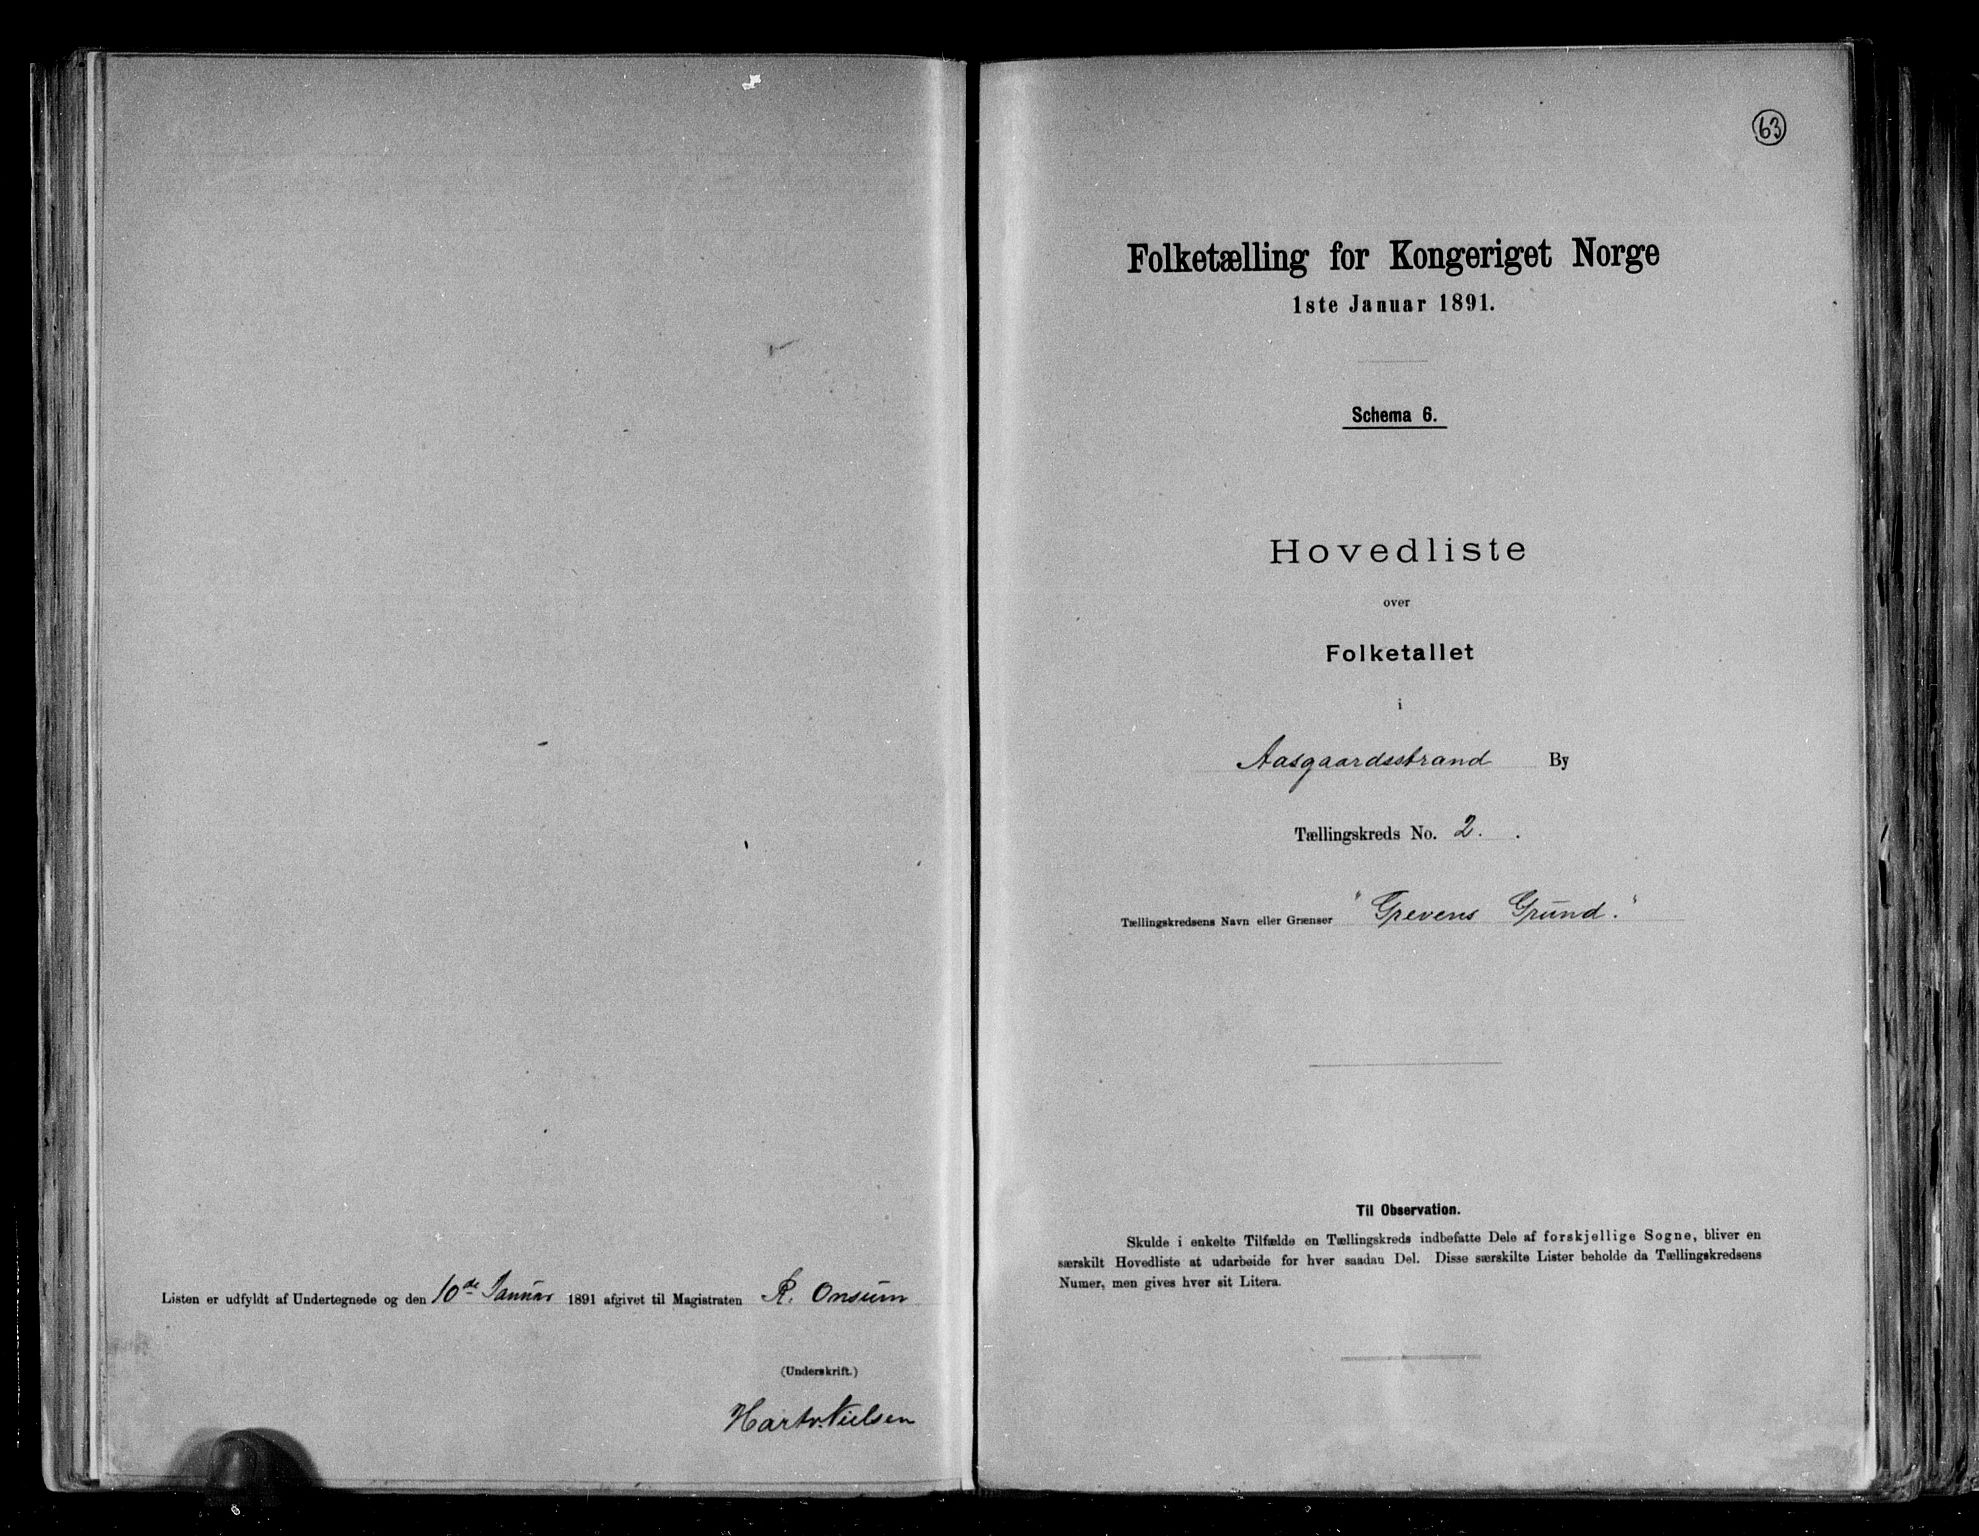 Listen er udfyldt af Undertegnede og den 10de Januar 1891 afgivet til Magistraten R. Onsum
(Underskrift.)
Hartv. Nielsen
63
Folketælling for Kongeriget Norge
1ste Januar 1891.
Schema 6.
Hovedliste
over
Folketallet
i
Aasgaardsstrand By
Tællingskreds No. 2.
Tællingskredsens Navn eller Grænser "Grevens Grund."
Til Observation.
Skulde i enkelte Tilfælde en Tællingskreds indbefatte Dele af forskjellige Sogne, bliver en
særskilt Hovedliste at udarbeide for hver saadan Del. Disse særskilte Lister beholde da Tællingskredsens
Numer, men gives hver sit Litera.